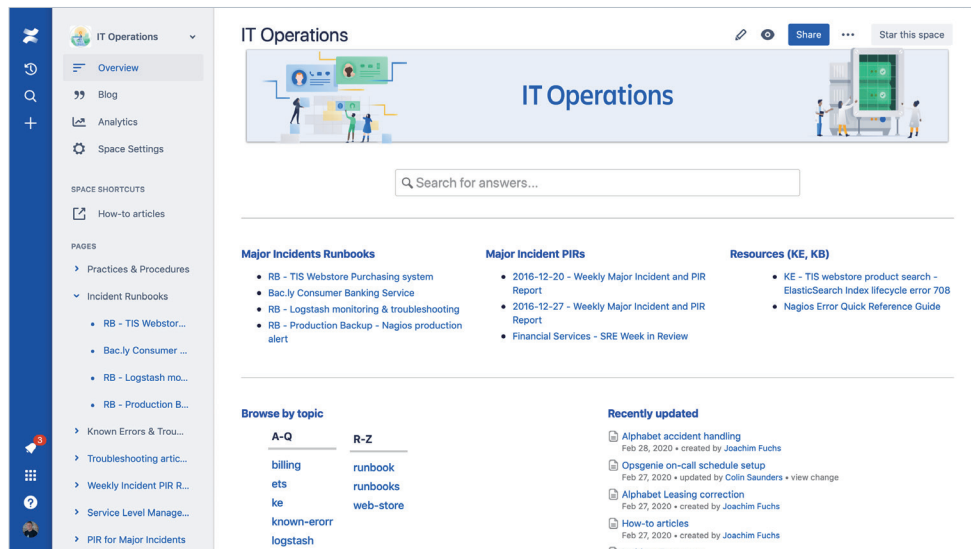 IT Operations
Overview
Blog
Analytics
Space Settings
SPACE SHORTCUTS
How-to articles
PAGES
Practices & Procedures
Incident Runbooks
RB - TIS Webstor...
Bac.ly Consumer ...
RB - Logstash mo...
RB - Production B...
Known Errors & Trou...
Troubleshooting artic...
Weekly Incident PIR R...
Service Level Manage...
PIR for Major Incidents
3
IT Operations
Share
Star this space
IT Operations
Search for answers...
Major Incidents Runbooks
RB - TIS Webstore Purchasing system
Bac.ly Consumer Banking Service
RB - Logstash monitoring & troubleshooting
RB - Production Backup - Nagios production
alert
Major Incident PIRs
2016-12-20 - Weekly Major Incident and PIR
Report
2016-12-27 - Weekly Major Incident and PIR
Report
Financial Services - SRE Week in Review
Resources (KE, KB)
KE - TIS webstore product search -
ElasticSearch Index lifecycle error 708
Nagios Error Quick Reference Guide
Browse by topic
A-Q
billing
ets
ke
known-erorr
logstash
R-Z
runbook
runbooks
web-store
Recently updated
Alphabet accident handling
Feb 28, 2020 • created by Joachim Fuchs
Opsgenie on-call schedule setup
Feb 27, 2020 • updated by Colin Saunders • view change
Alphabet Leasing correction
Feb 27, 2020 • created by Joachim Fuchs
How-to articles
Feb 27, 2020 • created by Joachim Fuchs